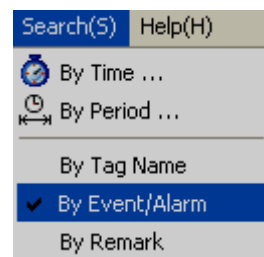 Search(S) Help(H)
By Time ...
By Period ...
By Tag Name
By Event/Alarm
By Remark